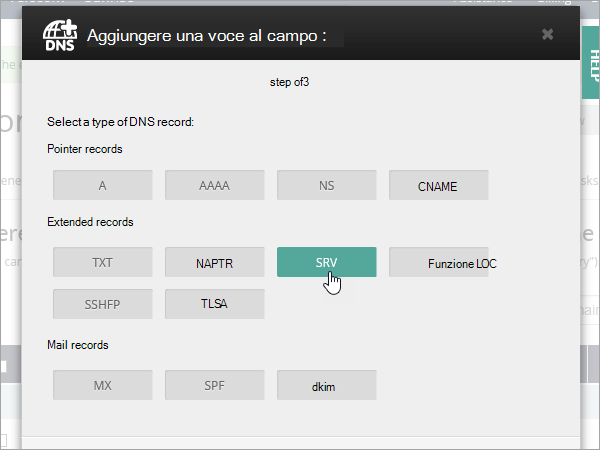 DNS Aggiungere una voce al campo :
HELP
step of3
Select a type of DNS record:
Pointer records
A AAAA NS CNAME
Extended records
TXT NAPTR SRV Funzione LOC
SSHFP TLSA
Mail records
MX SPF dkim